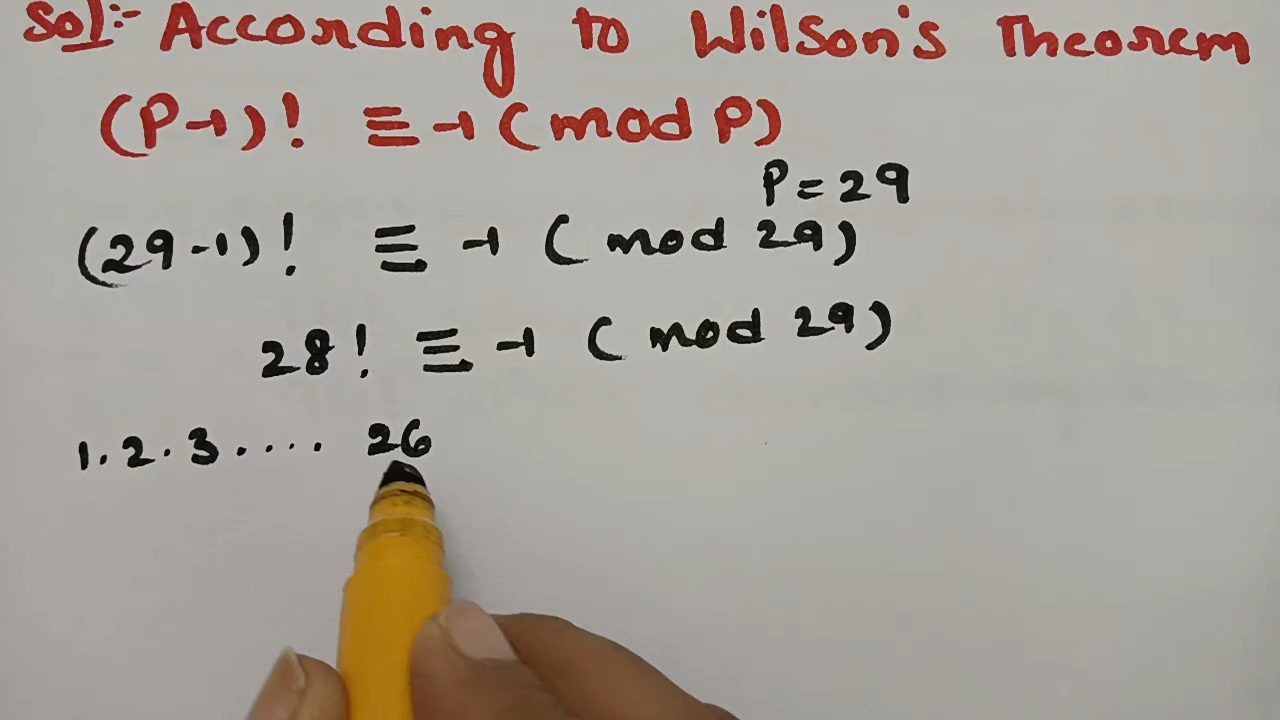 Sol:- According to Wilson's Theorem
(P-1)! ≡ -1 (mod P)
P = 29
(29-1)! ≡ -1 (mod 29)
28! ≡ -1 (mod 29)
1.2.3.... 26